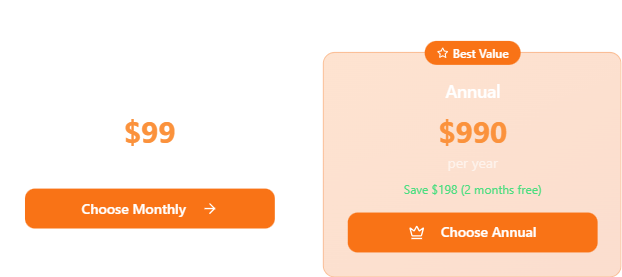 $99
Choose Monthly
Best Value
Annual
$990
per year
Save $198 (2 months free)
Choose Annual